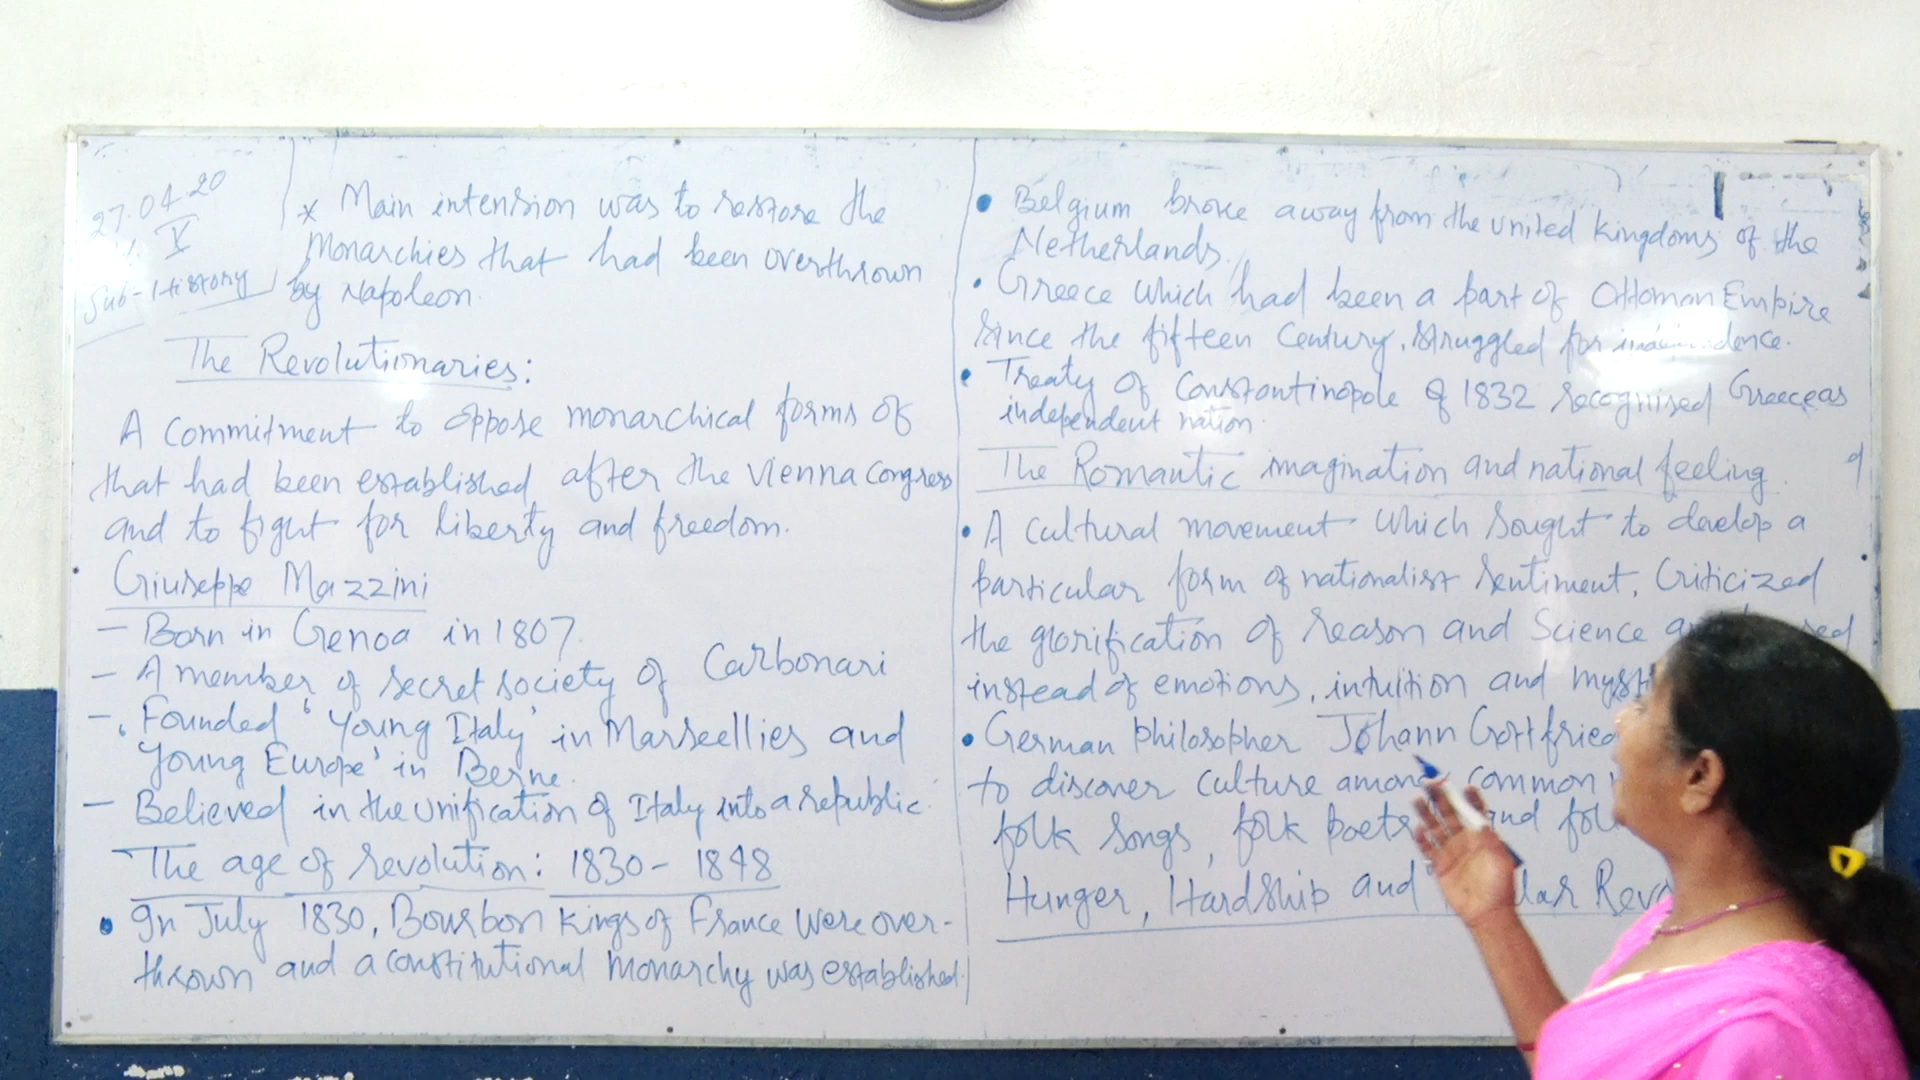 27.04.20
V
Sub-History
* Main intension was to restore the
Monarchies that had been overthrown
by Napoleon.
The Revolutionaries:
A commitment to oppose monarchical forms of
that had been established after the Vienna Congress
and to fight for liberty and freedom.
Giuseppe Mazzini
- Born in Genoa in 1807.
- A member of secret society of Carbonari
- Founded 'Young Italy' in Marseellies and
Young Europe' in Berne.
- Believed in the unification of Italy into a republic.
The age of revolution: 1830 - 1848
• In July 1830, Bourbon kings of France were over-
thrown and a constitutional monarchy was established.
• Belgium broke away from the united kingdoms of the
Netherlands.
• Greece which had been a part of Ottoman Empire
since the fifteen Century, struggled for independence.
• Treaty of Constantinople of 1832 recognised Greece as
independent nation.
The Romantic imagination and national feeling.
• A cultural movement which sought to develop a
particular form of nationalist sentiment. Criticized
the glorification of reason and Science
instead of emotions, intuition and
• German philosopher Johann Gottfried
to discover culture among common
folk songs, folk poets and
Hunger, Hardship and